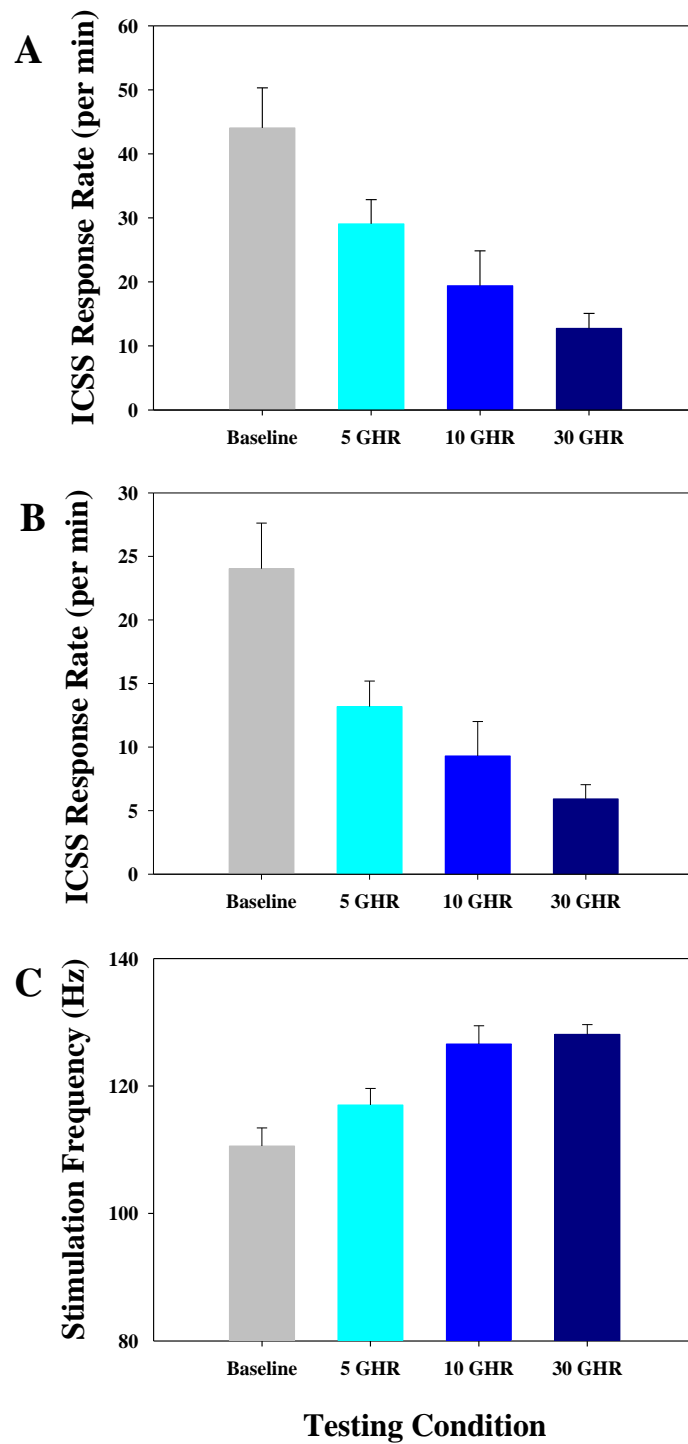 A
ICSS Response Rate (per min)
60
50
40
30
20
10
0
Baseline 5 GHR 10 GHR 30 GHR
B
ICSS Response Rate (per min)
30
25
20
15
10
5
0
Baseline 5 GHR 10 GHR 30 GHR
C
Stimulation Frequency (Hz)
140
120
100
80
Baseline 5 GHR 10 GHR 30 GHR
Testing Condition